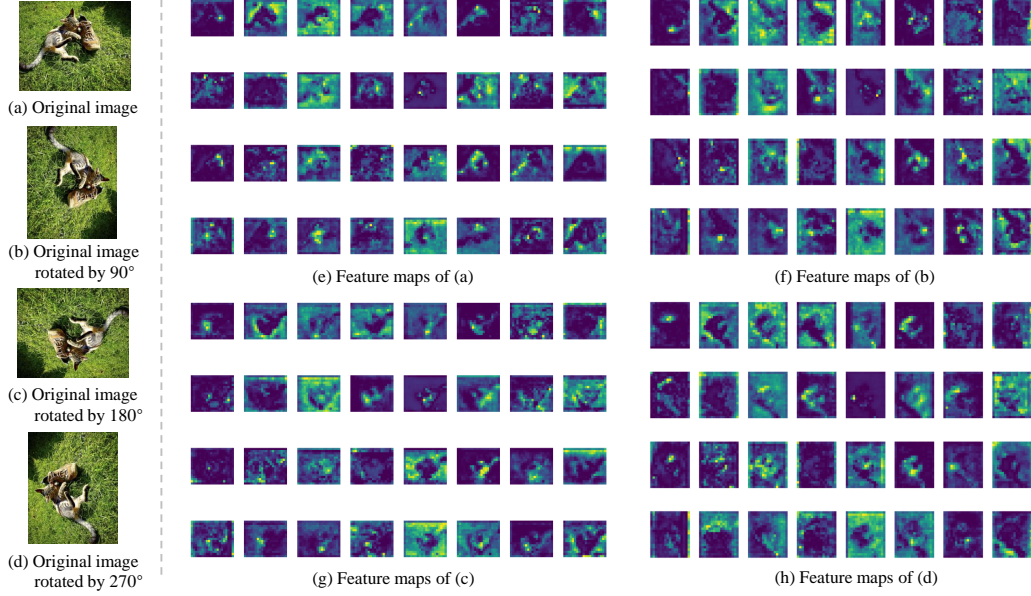 (a) Original image
(b) Original image
rotated by 90°
(c) Original image
rotated by 180°
(d) Original image
rotated by 270°
(e) Feature maps of (a)
(f) Feature maps of (b)
(g) Feature maps of (c)
(h) Feature maps of (d)